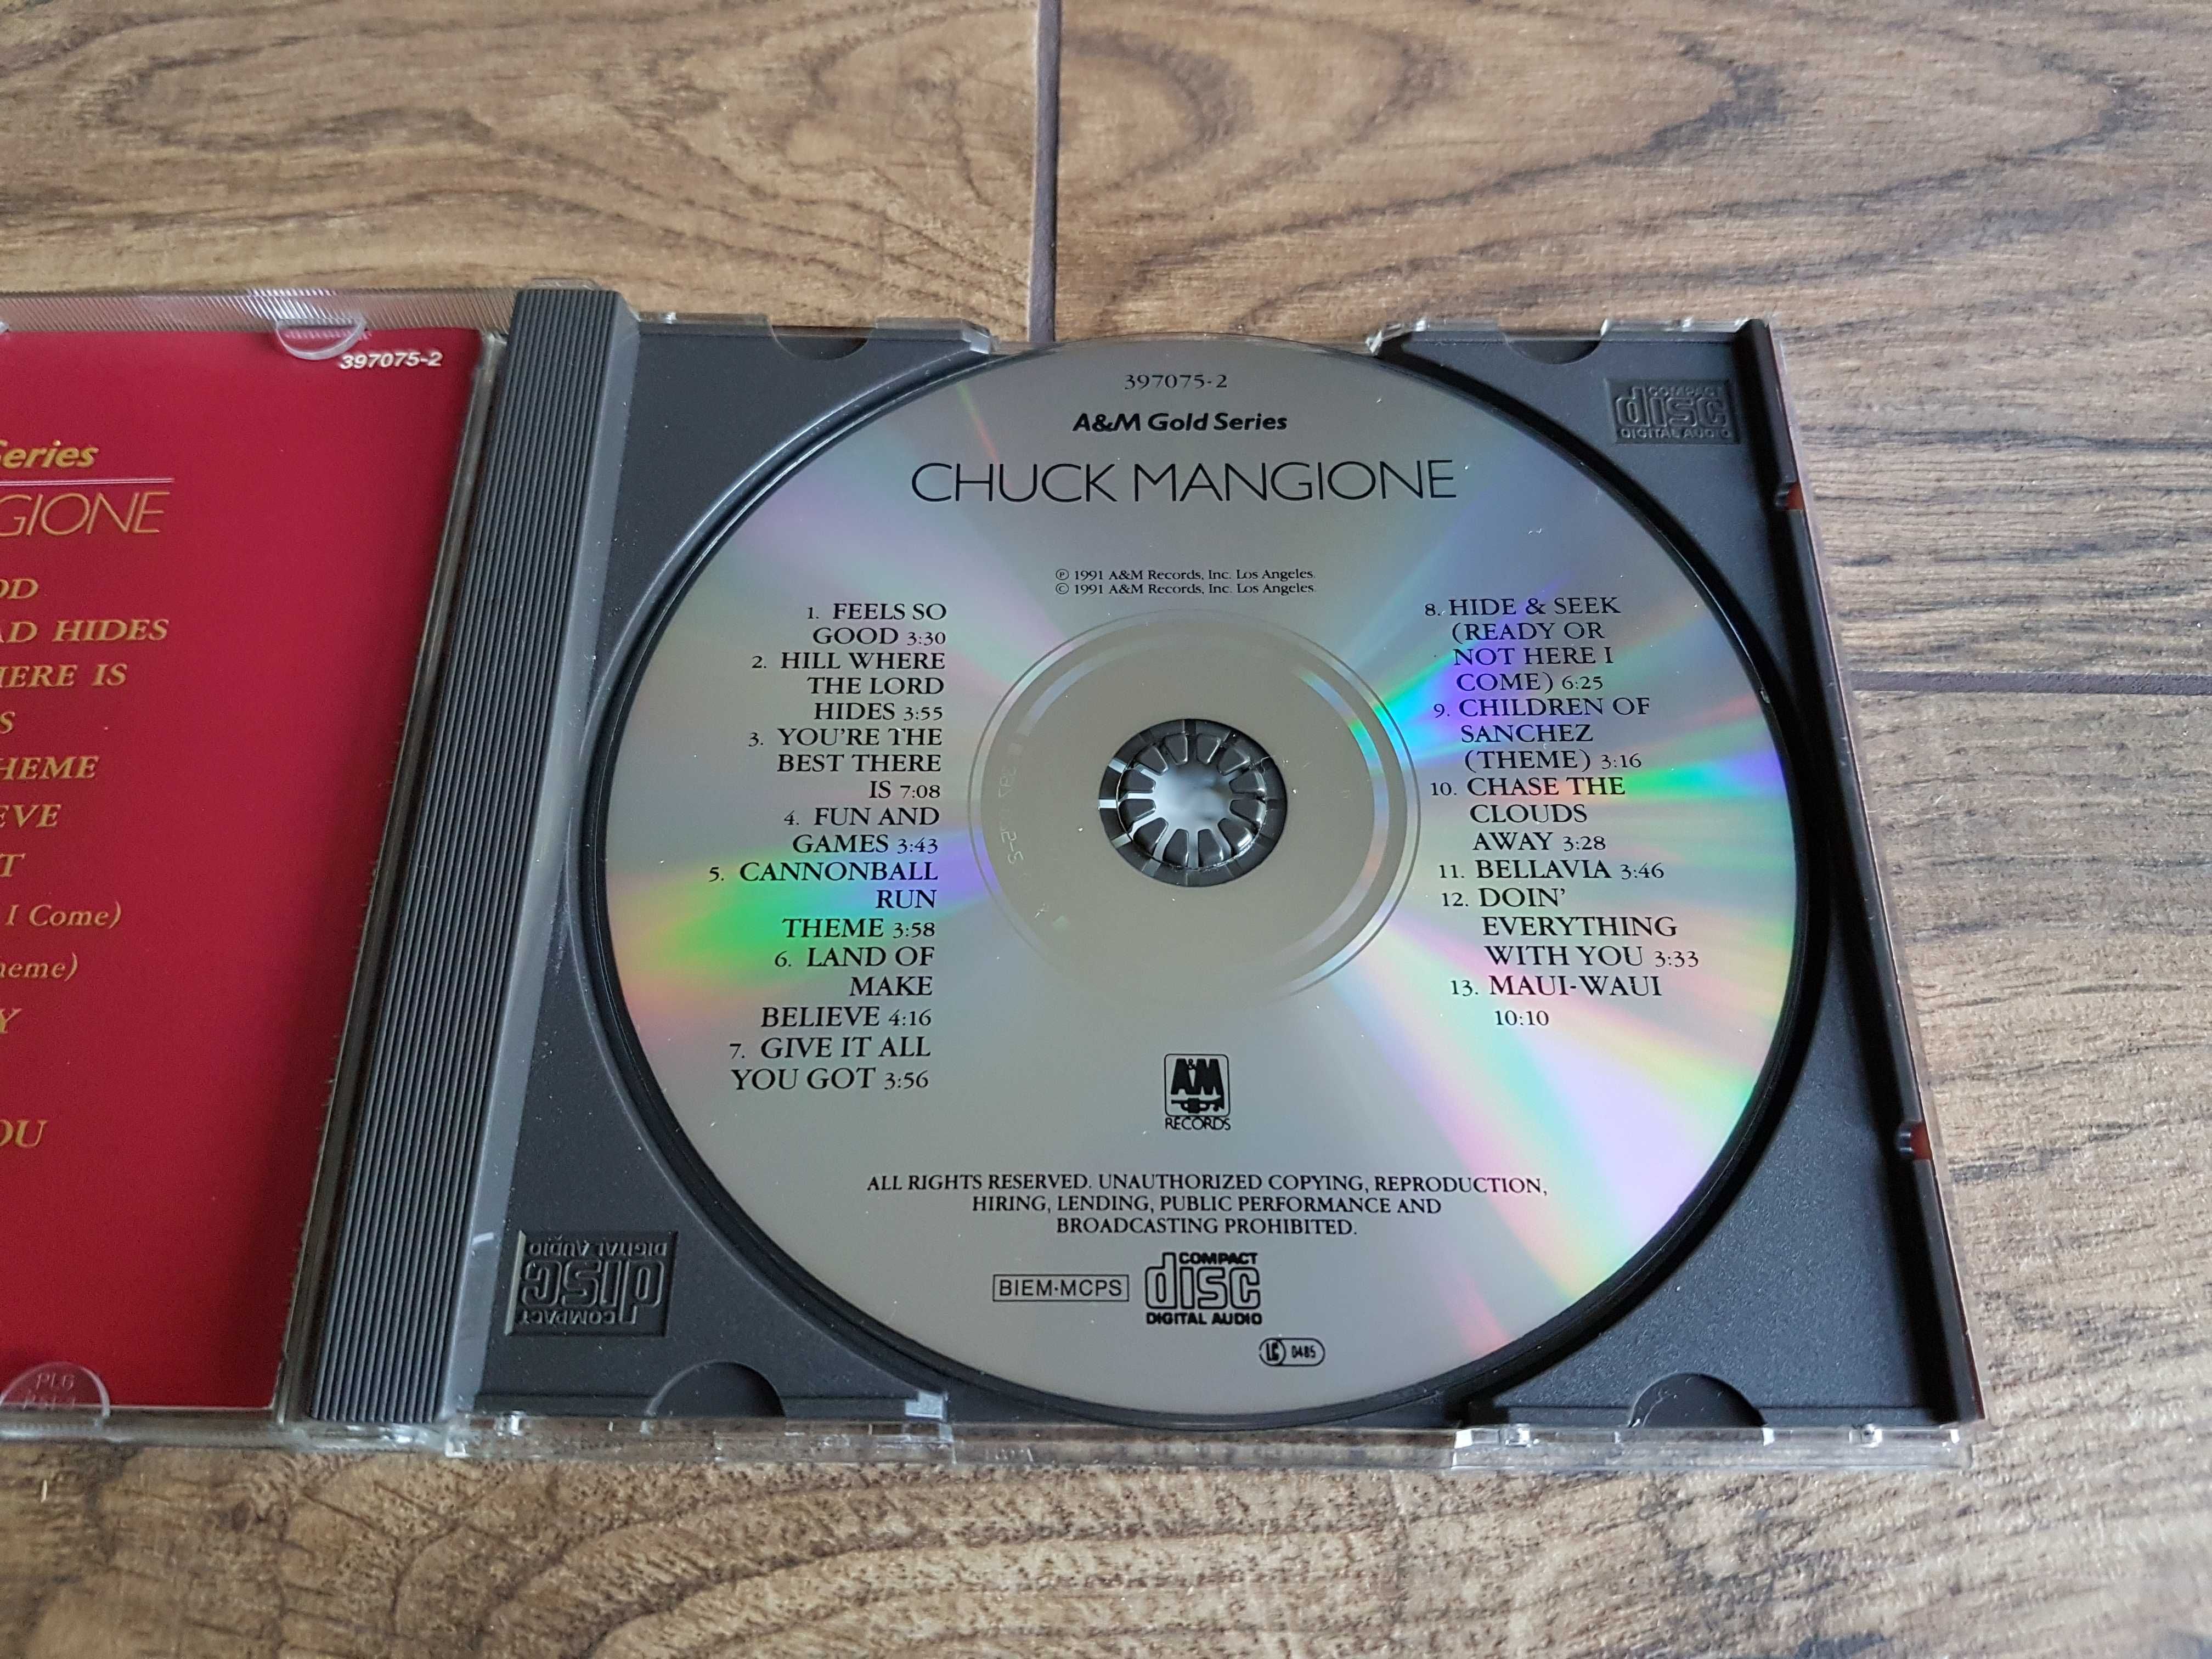 397075-2
Series
GIONE
HIDES
IS
I Come)
397075-2
A&M Gold Series
CHUCK MANGIONE
℗ 1991 A&M Records, Inc. Los Angeles.
© 1991 A&M Records, Inc. Los Angeles.
1. FEELS SO
GOOD 3:30
2. HILL WHERE
THE LORD
HIDES 3:55
3. YOU'RE THE
BEST THERE
IS 7:08
4. FUN AND
GAMES 3:43
5. CANNONBALL
RUN
THEME 3:58
6. LAND OF
MAKE
BELIEVE 4:16
7. GIVE IT ALL
YOU GOT 3:56
8. HIDE & SEEK
(READY OR
NOT HERE I
COME) 6:25
9. CHILDREN OF
SANCHEZ
(THEME) 3:16
10. CHASE THE
CLOUDS
AWAY 3:28
11. BELLAVIA 3:46
12. DOIN'
EVERYTHING
WITH YOU 3:33
13. MAUI-WAUI
10:10
A&M
RECORDS
ALL RIGHTS RESERVED. UNAUTHORIZED COPYING, REPRODUCTION,
HIRING, LENDING, PUBLIC PERFORMANCE AND
BROADCASTING PROHIBITED.
BIEM·MCPS
COMPACT
disc
DIGITAL AUDIO
LC 0485
COMPACT
disc
DIGITAL AUDIO
COMPACT
disc
DIGITAL AUDIO